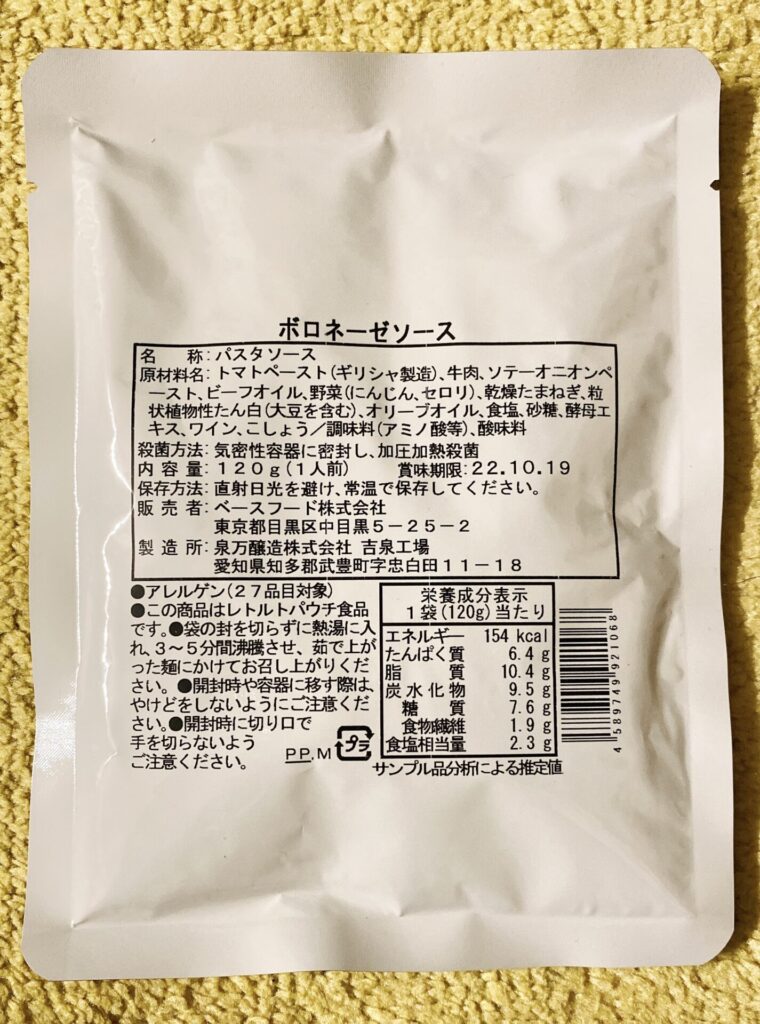 ボロネーゼソース
名　称：パスタソース
原材料名：トマトペースト（ギリシャ製造）、牛肉、ソテーオニオンペ
ースト、ビーフオイル、野菜（にんじん、セロリ）、乾燥たまねぎ、粒
状植物性たん白（大豆を含む）、オリーブオイル、食塩、砂糖、酵母エ
キス、ワイン、こしょう／調味料（アミノ酸等）、酸味料
殺菌方法：気密性容器に密封し、加圧加熱殺菌
内容量：120g（1人前）　賞味期限：22.10.19
保存方法：直射日光を避け、常温で保存してください。
販売者：ベースフード株式会社
東京都目黒区中目黒5－25－2
製造所：泉万醸造株式会社 吉泉工場
愛知県知多郡武豊町字忠白田11－18
●アレルゲン（27品目対象）
●この商品はレトルトパウチ食品
です。●袋の封を切らずに熱湯に入
れ、3～5分間沸騰させ、茹で上が
った麺にかけてお召し上がりくだ
さい。●開封時や容器に移す際は、
やけどをしないようにご注意くださ
い。●開封時に切り口で
手を切らないよう
ご注意ください。
PP,M
プラ
栄養成分表示
1袋(120g)当たり
エネルギー 154 kcal
たんぱく質 6.4 g
脂質 10.4 g
炭水化物 9.5 g
糖質 7.6 g
食物繊維 1.9 g
食塩相当量 2.3 g
サンプル品分析による推定値
4 589749 921068